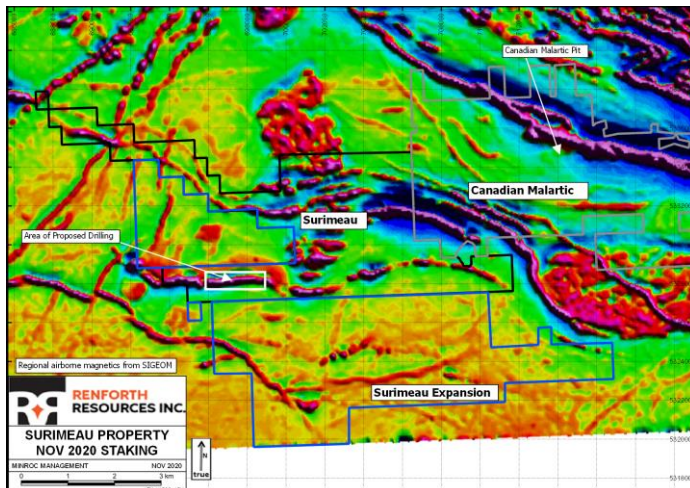 Canadian Malartic Pit
Canadian Malartic
Surimeau
Area of Proposed Drilling
Regional airborne magnetics from SIGEOM
Surimeau Expansion
RENFORTH
RESOURCES INC.
SURIMEAU PROPERTY
NOV 2020 STAKING
MINROC MANAGEMENT NOV 2020
0 1 2 3 km
N
true